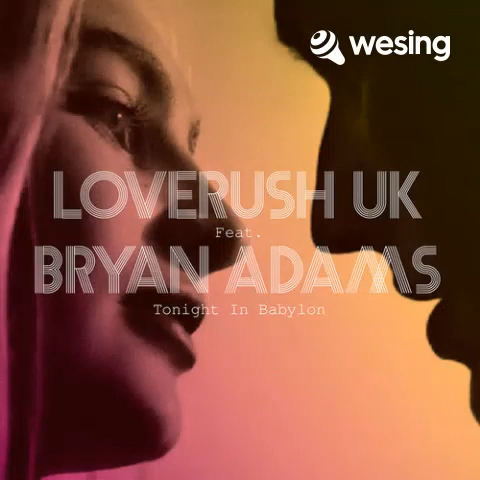 wesing
LOVERUSH UK
Feat.
BRYAN ADAMS
Tonight In Babylon